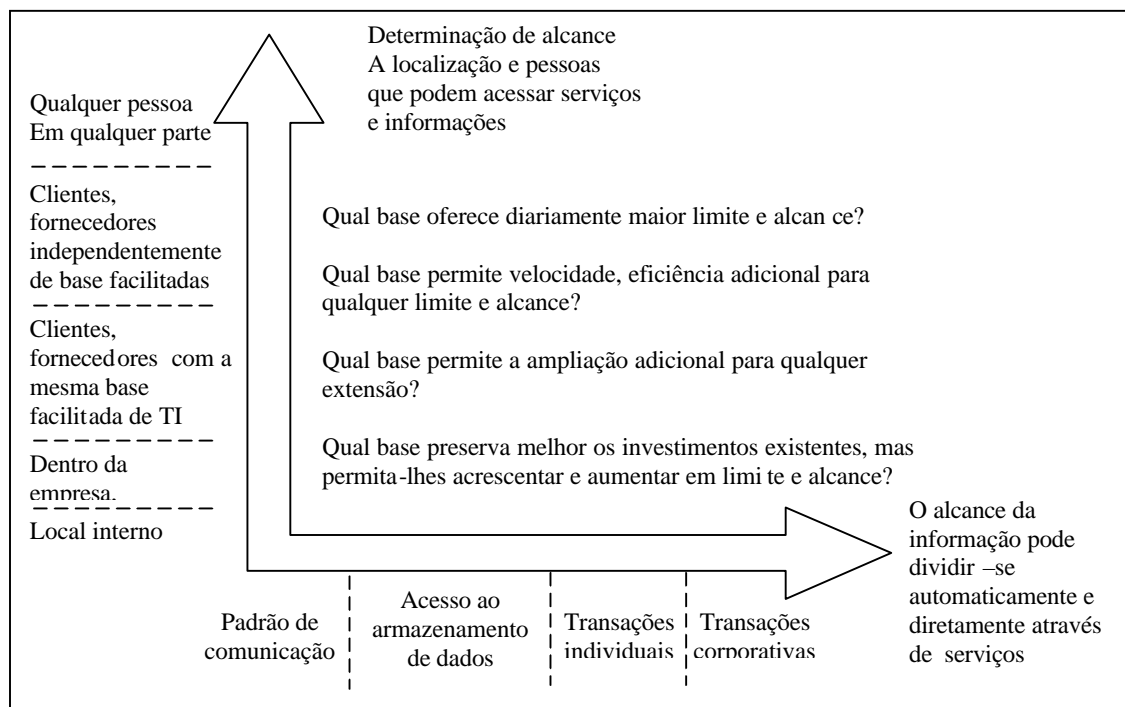 Determinação de alcance
A localização e pessoas
que podem acessar serviços
e informações
Qualquer pessoa
Em qualquer parte
Clientes,
fornecedores
independentemente
de base facilitadas
Clientes,
fornecedores com a
mesma base
facilitada de TI
Dentro da
empresa.
Local interno
Qual base oferece diariamente maior limite e alcan ce?
Qual base permite velocidade, eficiência adicional para
qualquer limite e alcance?
Qual base permite a ampliação adicional para qualquer
extensão?
Qual base preserva melhor os investimentos existentes, mas
permita-lhes acrescentar e aumentar em limi te e alcance?
O alcance da
informação pode
dividir –se
automaticamente e
diretamente através
de serviços
Padrão de
comunicação
Acesso ao
armazenamento
de dados
Transações
individuais
Transações
corporativas